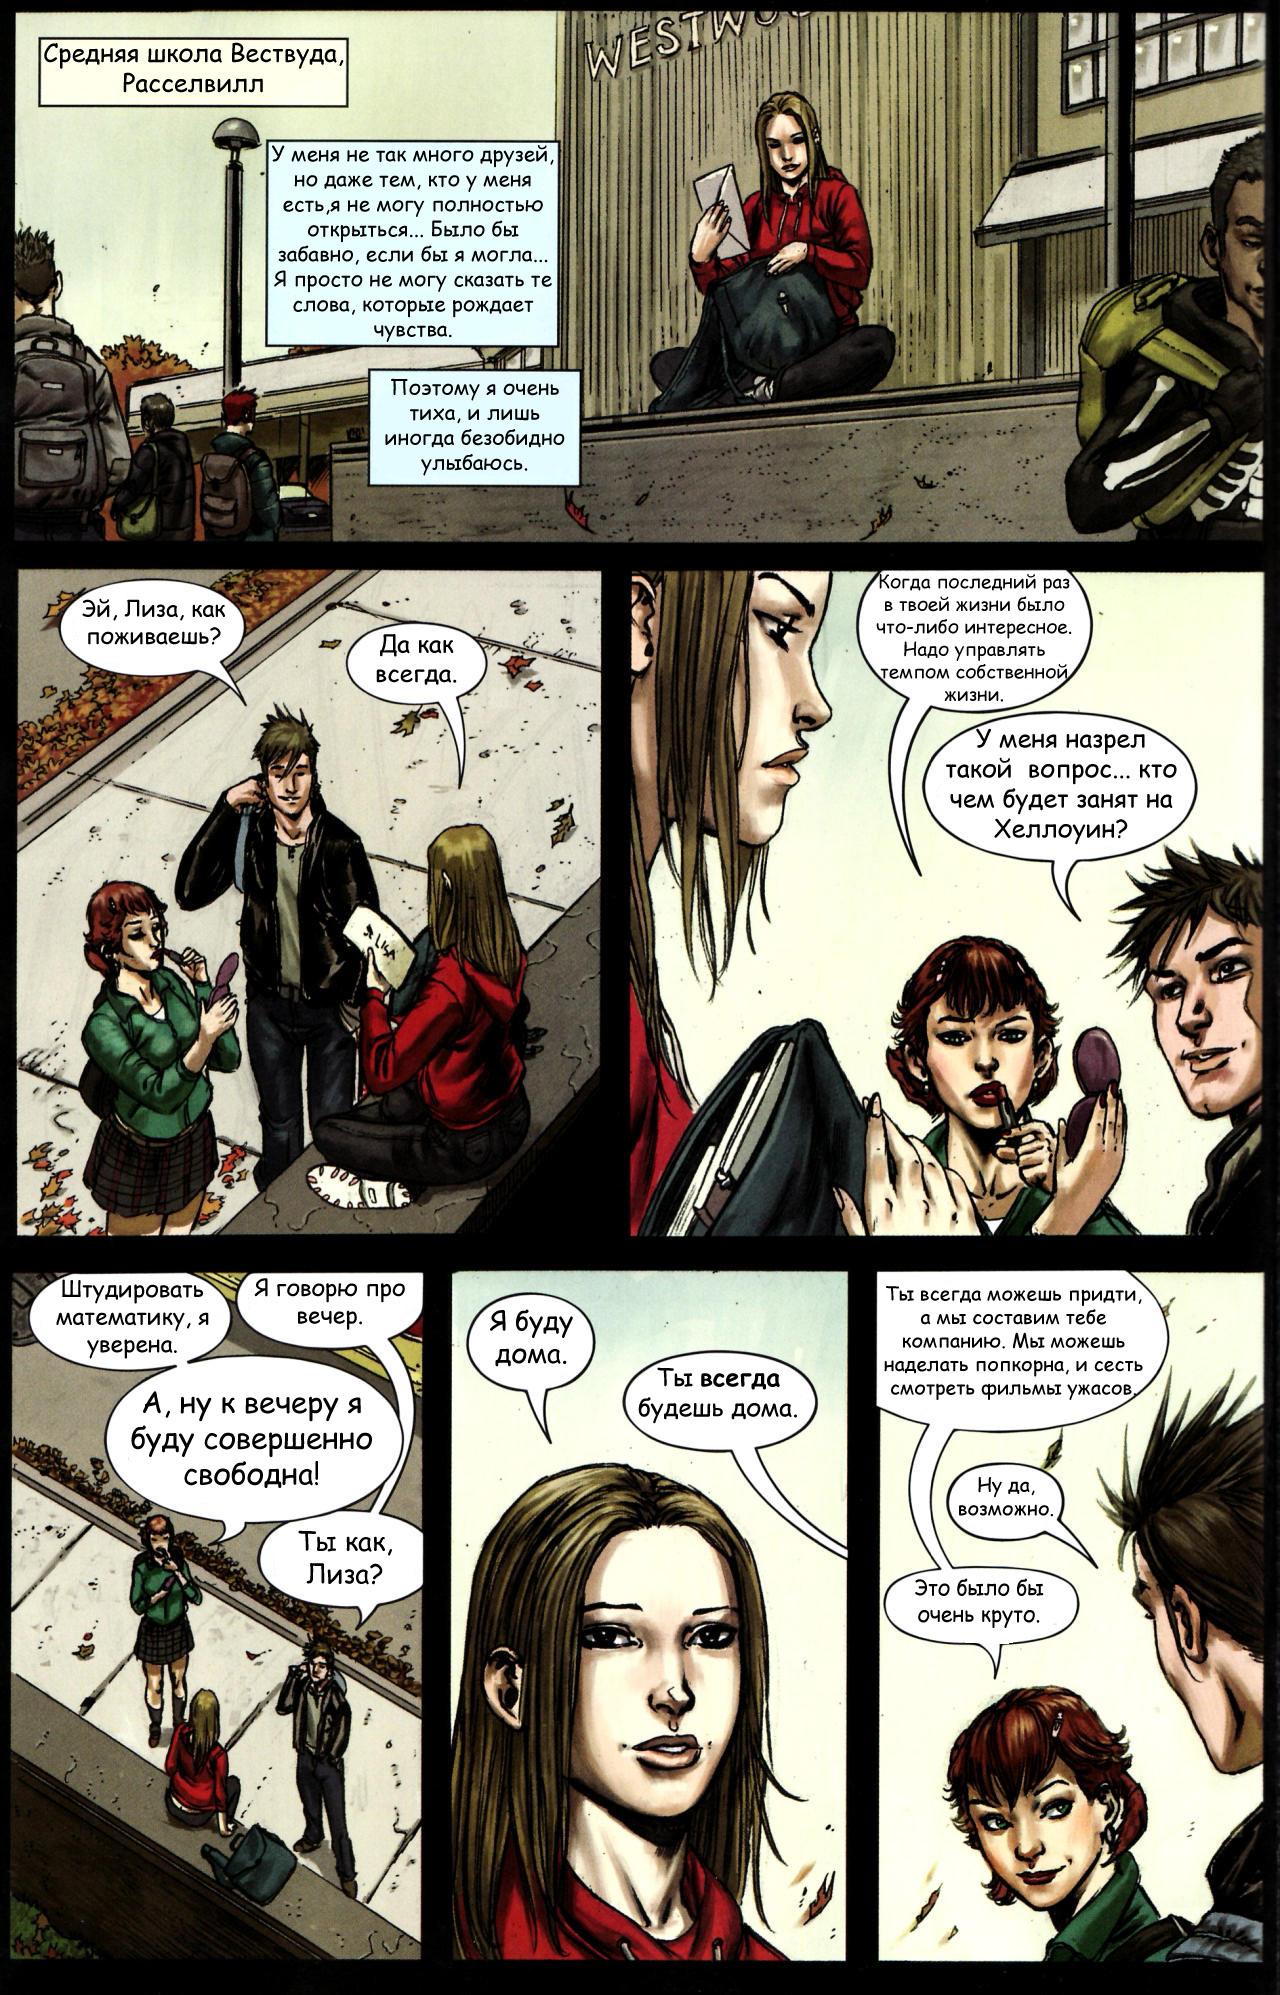 Средняя школа Вествуда,
Расселвилл
WESTWOO
У меня не так много друзей,
но даже тем, кто у меня
есть,я не могу полностью
открыться... Было бы
забавно, если бы я могла...
Я просто не могу сказать те
слова, которые рождает
чувства.
Поэтому я очень
тиха, и лишь
иногда безобидно
улыбаюсь.
Эй, Лиза, как
поживаешь?
Да как
всегда.
Когда последний раз
в твоей жизни было
что-либо интересное.
Надо управлять
темпом собственной
жизни.
У меня назрел
такой вопрос... кто
чем будет занят на
Хеллоуин?
Штудировать
математику, я
уверена.
Я говорю про
вечер.
А, ну к вечеру я
буду совершенно
свободна!
Ты как,
Лиза?
Я буду
дома.
Ты всегда
будешь дома.
Ты всегда можешь придти,
а мы составим тебе
компанию. Мы можешь
наделать попкорна, и сесть
смотреть фильмы ужасов.
Ну да,
возможно.
Это было бы
очень круто.